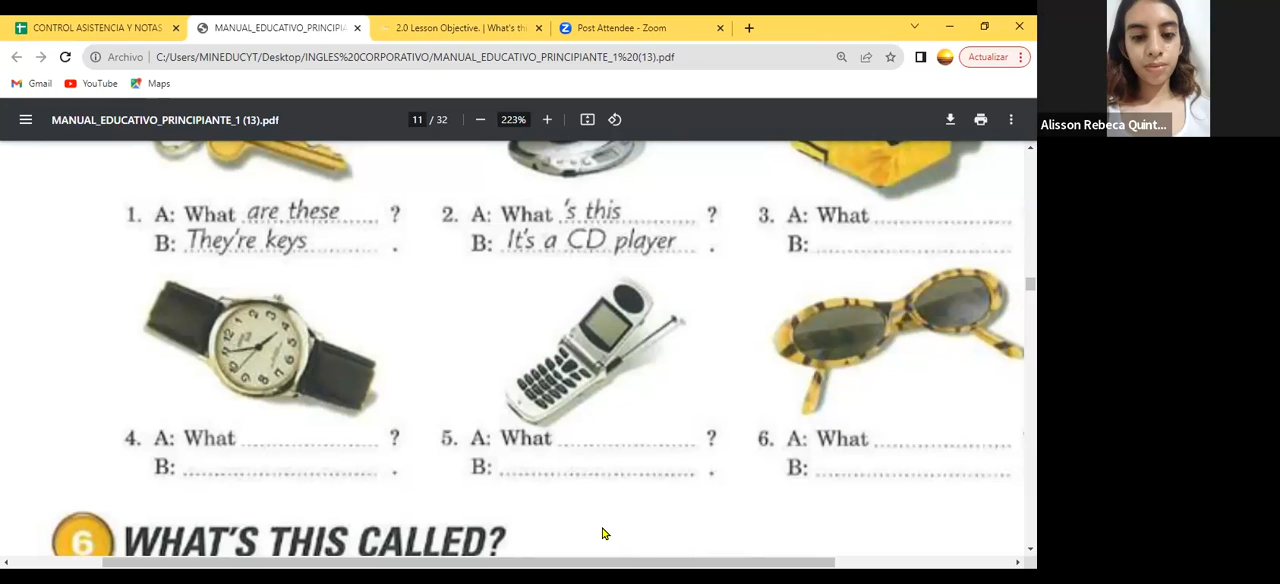 CONTROL ASISTENCIA Y NOTAS
MANUAL_EDUCATIVO_PRINCIPIANTE_
2.0 Lesson Objective. | What's thi
Post Attendee - Zoom
Archivo
C:/Users/MINEDUCYT/Desktop/INGLES%20CORPORATIVO/MANUAL_EDUCATIVO_PRINCIPIANTE_1%20(13).pdf
Actualizar
Gmail
YouTube
Maps
MANUAL_EDUCATIVO_PRINCIPIANTE_1 (13).pdf
11 / 32
223%
Alisson Rebeca Quint...
1. A: What are these ?
B: They're keys .
2. A: What 's this ?
B: It's a CD player .
3. A: What
B:
4. A: What ?
B: .
5. A: What ?
B: .
6. A: What
B:
6 WHAT'S THIS CALLED?